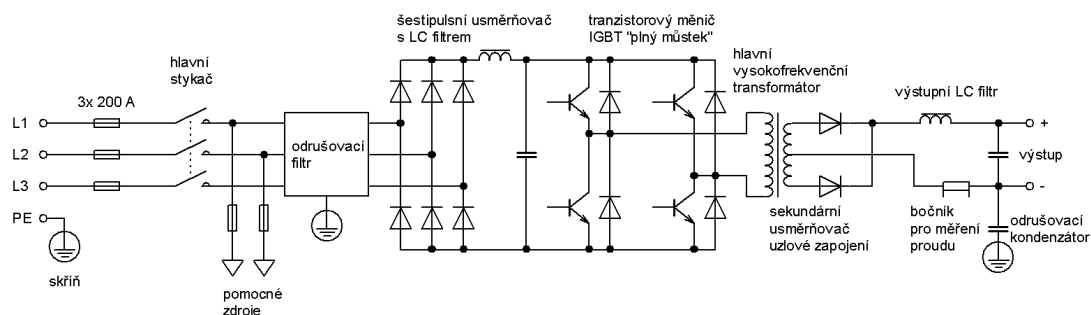 šestipulsní usměrňovač
s LC filtrem
tranzistorový měnič
IGBT "plný můstek"
hlavní
vysokofrekvenční
transformátor
hlavní
stykač
3x 200 A
výstupní LC filtr
L1
+
odrušovací
filtr
L2
výstup
L3
-
PE
sekundární
usměrňovač
uzlové zapojení
bočník
pro měření
proudu
odrušovací
kondenzátor
skříň
pomocné
zdroje